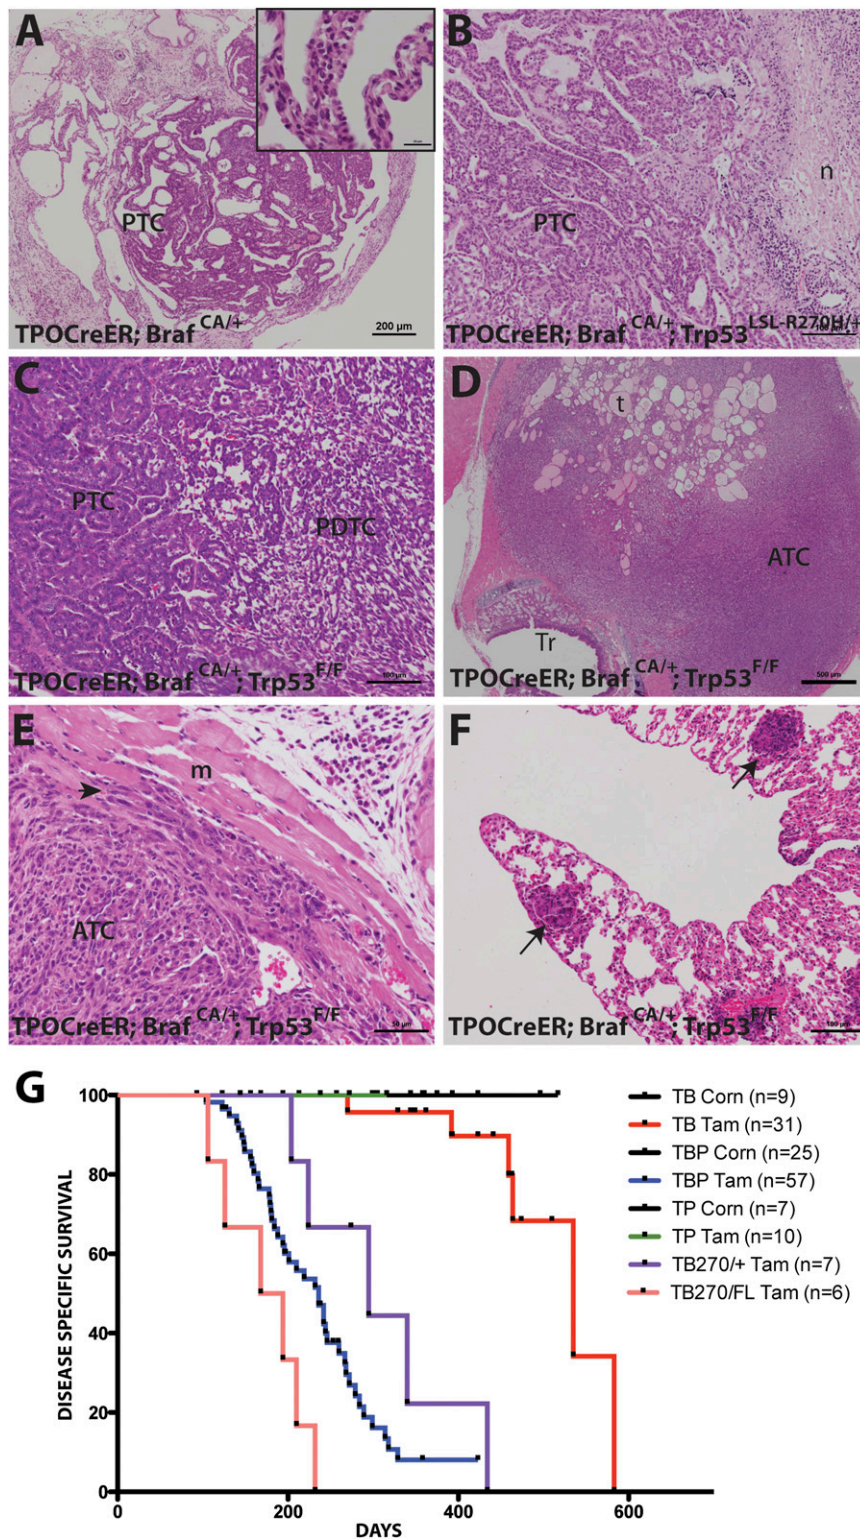 A
PTC
TPOCreER; Braf CA/+
200 µm
B
PTC
n
TPOCreER; Braf CA/+; Trp53 LSL-R270H/+
100 µm
C
PTC
PDTC
TPOCreER; Braf CA/+; Trp53 F/F
100 µm
D
t
ATC
Tr
TPOCreER; Braf CA/+; Trp53 F/F
500 µm
E
m
ATC
TPOCreER; Braf CA/+; Trp53 F/F
50 µm
F
TPOCreER; Braf CA/+; Trp53 F/F
100 µm
G
DISEASE SPECIFIC SURVIVAL
100
80
60
40
20
0
0 200 400 600
DAYS
TB Corn (n=9)
TB Tam (n=31)
TBP Corn (n=25)
TBP Tam (n=57)
TP Corn (n=7)
TP Tam (n=10)
TB270/+ Tam (n=7)
TB270/FL Tam (n=6)